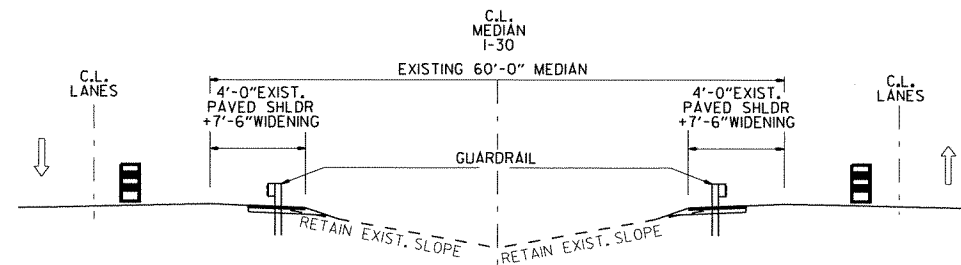 C.L.
MEDIAN
I-30
EXISTING 60'-0" MEDIAN
C.L.
LANES
C.L.
LANES
4'-0"EXIST.
PAVED SHLDR
+7'-6"WIDENING
4'-0"EXIST.
PAVED SHLDR
+7'-6"WIDENING
GUARDRAIL
RETAIN EXIST. SLOPE
RETAIN EXIST. SLOPE